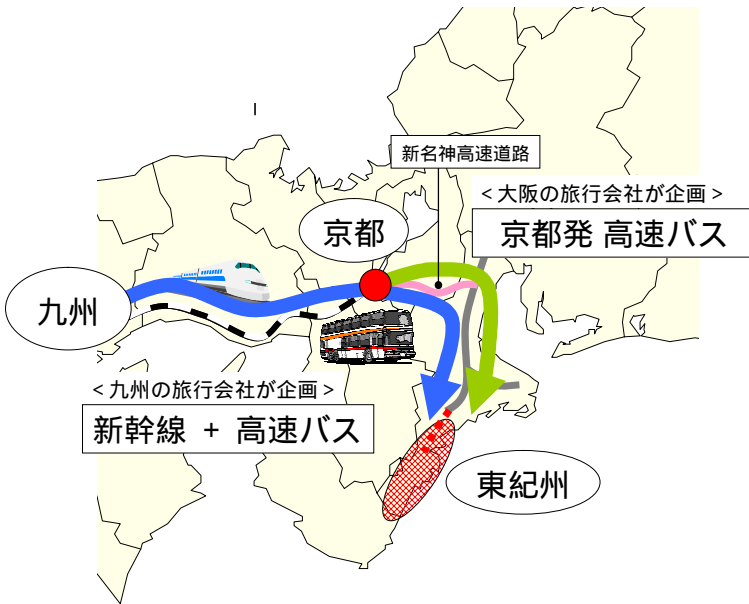 新名神高速道路
＜大阪の旅行会社が企画＞
京都発 高速バス
京都
九州
＜九州の旅行会社が企画＞
新幹線 + 高速バス
東紀州